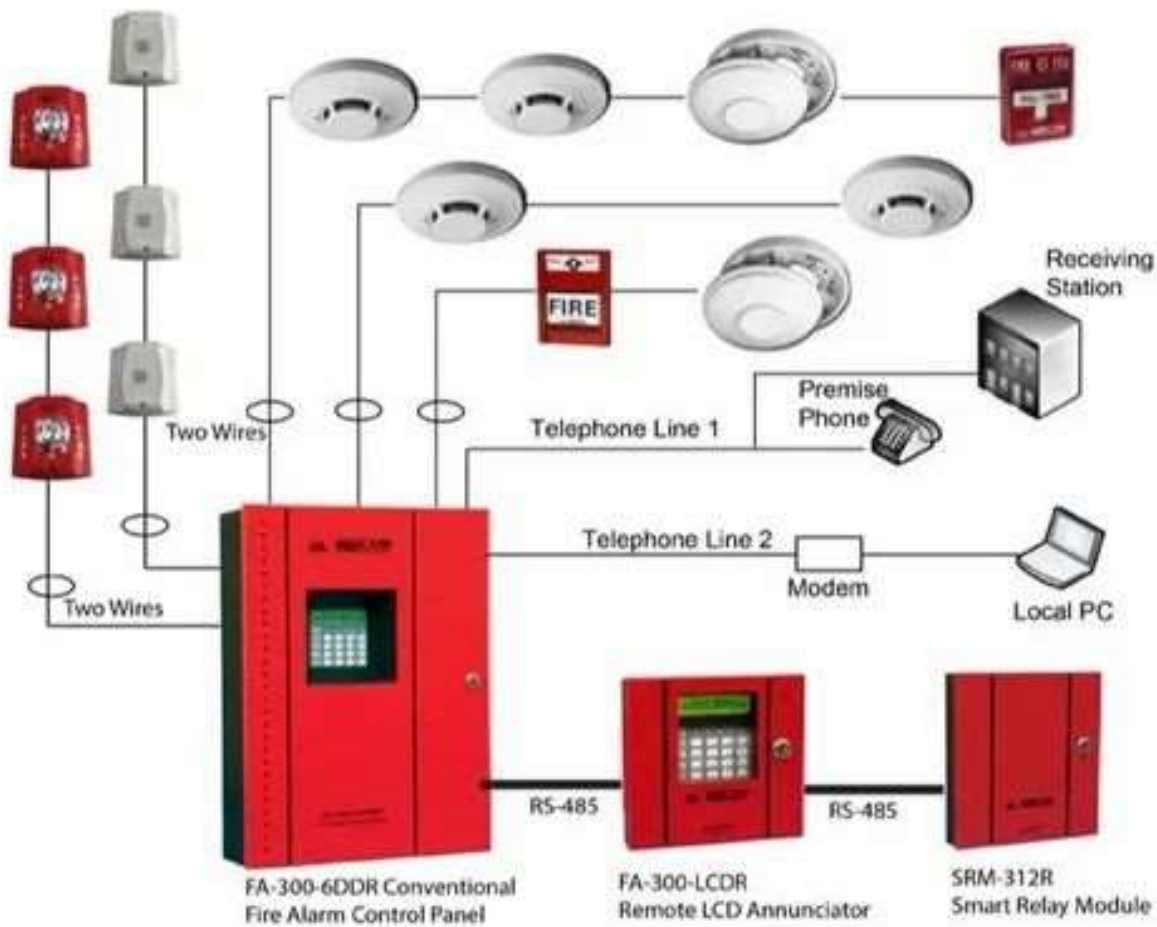 FIRE
Receiving
Station
Premise
Phone
Two Wires
Telephone Line 1
Telephone Line 2
Modem
Local PC
Two Wires
RS-485
RS-485
FA-300-6DDR Conventional
Fire Alarm Control Panel
FA-300-LCDR
Remote LCD Annunciator
SRM-312R
Smart Relay Module